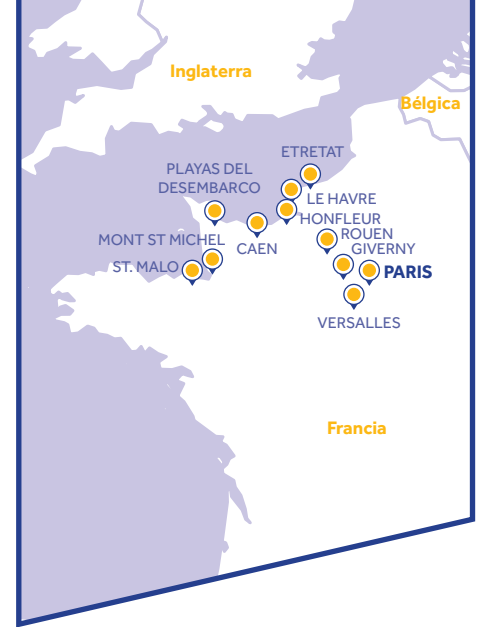 Inglaterra
Bélgica
ETRETAT
PLAYAS DEL
DESEMBARCO
LE HAVRE
HONFLEUR
ROUEN
MONT ST MICHEL
CAEN
GIVERNY
ST. MALO
PARIS
VERSALLES
Francia